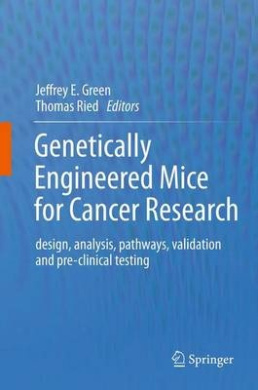 Jeffrey E. Green
Thomas Ried Editors
Genetically
Engineered Mice
for Cancer Research
design, analysis, pathways, validation
and pre-clinical testing
Springer